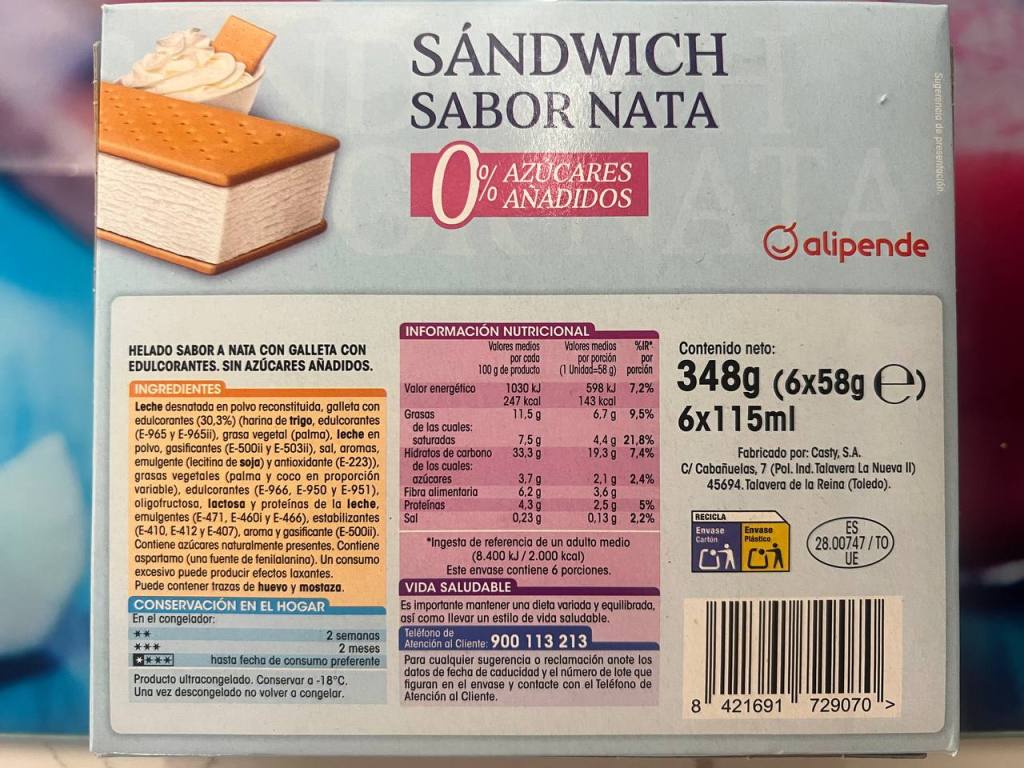 SÁNDWICH
SABOR NATA
0% AZÚCARES
AÑADIDOS
Sugerencia de presentación
alipende
HELADO SABOR A NATA CON GALLETA CON
EDULCORANTES. SIN AZÚCARES AÑADIDOS.
INGREDIENTES
Leche desnatada en polvo reconstituida, galleta con
edulcorantes (30,3%) (harina de trigo, edulcorantes
(E-965 y E-965ii), grasa vegetal (palma), leche en
polvo, gasificantes (E-500ii y E-503ii), sal, aromas,
emulgente (lecitina de soja) y antioxidante (E-223)),
grasas vegetales (palma y coco en proporción
variable), edulcorantes (E-966, E-950 y E-951),
oligofructosa, lactosa y proteínas de la leche,
emulgentes (E-471, E-460i y E-466), estabilizantes
(E-410, E-412 y E-407), aroma y gasificante (E-500ii).
Contiene azúcares naturalmente presentes. Contiene
aspartamo (una fuente de fenilalanina). Un consumo
excesivo puede producir efectos laxantes.
Puede contener trazas de huevo y mostaza.
CONSERVACIÓN EN EL HOGAR
En el congelador:
** 2 semanas
*** 2 meses
**** hasta fecha de consumo preferente
Producto ultracongelado. Conservar a -18°C.
Una vez descongelado no volver a congelar.
INFORMACIÓN NUTRICIONAL
Valores medios Valores medios %IR*
por cada por porción por
100 g de producto (1 Unidad=58 g) porción
Valor energético 1030 kJ 598 kJ 7,2%
247 kcal 143 kcal
Grasas 11,5 g 6,7 g 9,5%
de las cuales:
saturadas 7,5 g 4,4 g 21,8%
Hidratos de carbono 33,3 g 19,3 g 7,4%
de los cuales:
azúcares 3,7 g 2,1 g 2,4%
Fibra alimentaria 6,2 g 3,6 g
Proteínas 4,3 g 2,5 g 5%
Sal 0,23 g 0,13 g 2,2%
*Ingesta de referencia de un adulto medio
(8.400 kJ / 2.000 kcal)
Este envase contiene 6 porciones.
VIDA SALUDABLE
Es importante mantener una dieta variada y equilibrada,
así como llevar un estilo de vida saludable.
Teléfono de
Atención al Cliente: 900 113 213
Para cualquier sugerencia o reclamación anote los
datos de fecha de caducidad y el número de lote que
figuran en el envase y contacte con el Teléfono de
Atención al Cliente.
Contenido neto:
348g (6x58g ℮)
6x115ml
Fabricado por: Casty, S.A.
C/ Cabañuelas, 7 (Pol. Ind. Talavera La Nueva II)
45694. Talavera de la Reina (Toledo).
RECICLA
Envase Cartón
Envase Plástico
ES
28.00747 / TO
UE
8 421691 729070 >